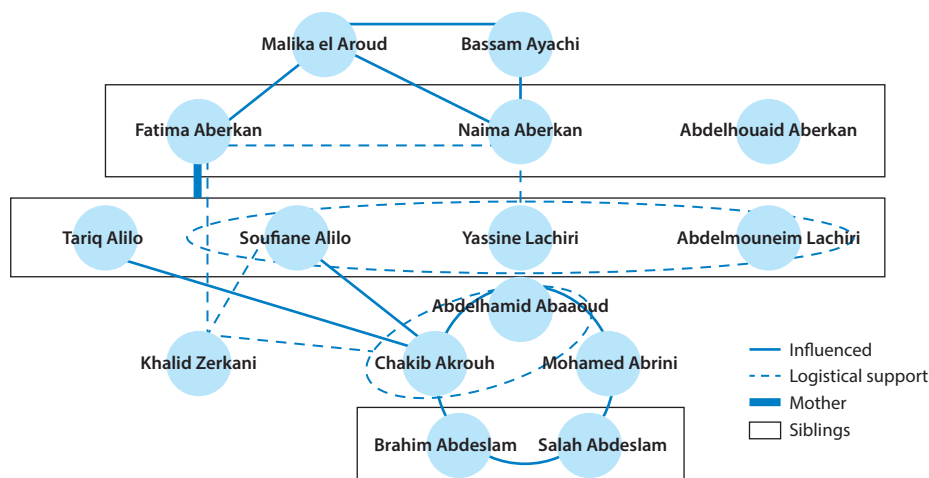 Malika el Aroud
Bassam Ayachi
Fatima Aberkan
Naima Aberkan
Abdelhouaid Aberkan
Tariq Alilo
Soufiane Alilo
Yassine Lachiri
Abdelmouneim Lachiri
Abdelhamid Abaaoud
Khalid Zerkani
Chakib Akrouh
Mohamed Abrini
Brahim Abdeslam
Salah Abdeslam
Influenced
Logistical support
Mother
Siblings